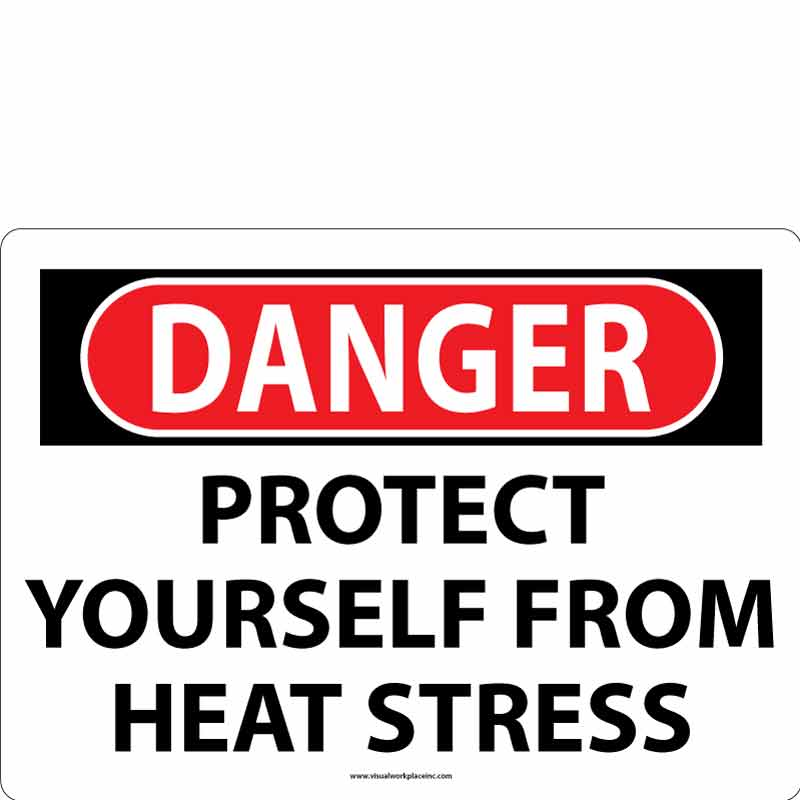 DANGER
PROTECT
YOURSELF FROM
HEAT STRESS
www.visualworkplaceinc.com